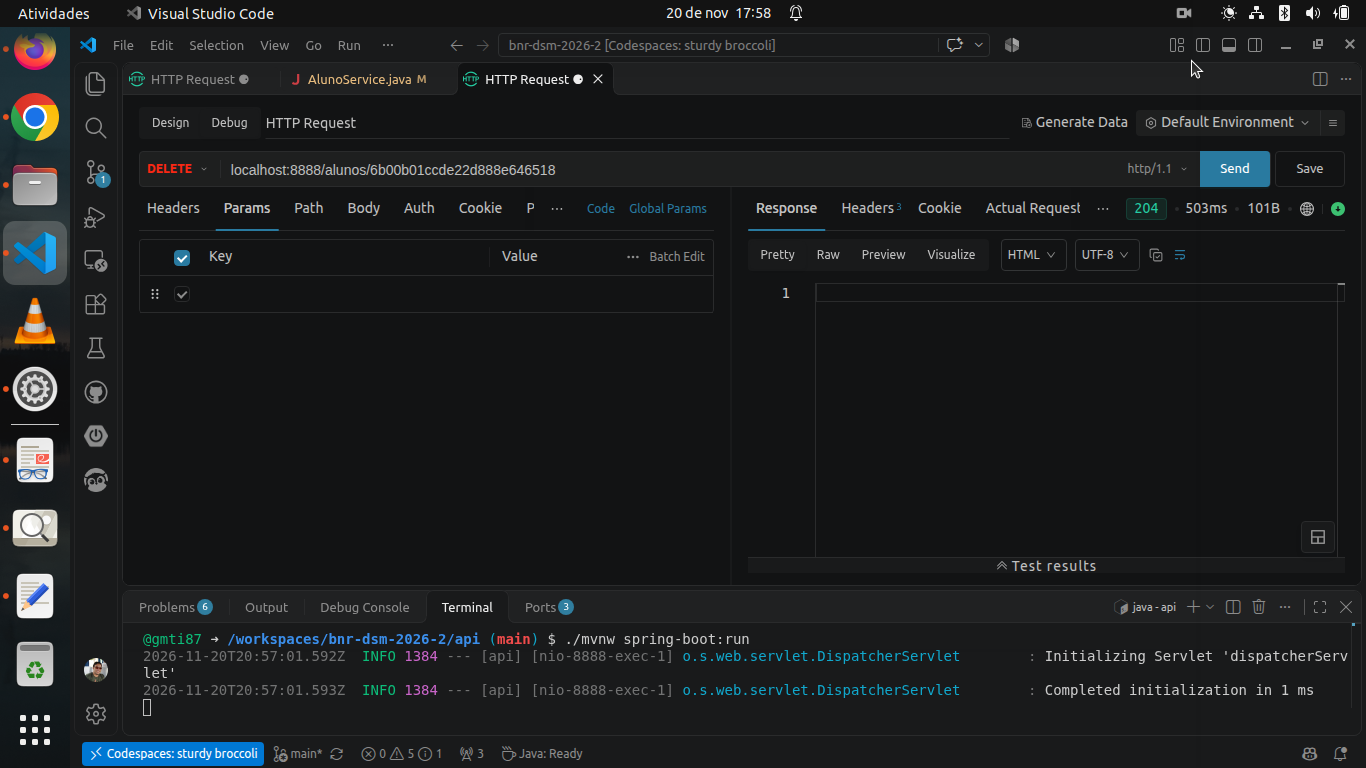 Atividades
Visual Studio Code
20 de nov 17:58
File Edit Selection View Go Run ···
bnr-dsm-2026-2 [Codespaces: sturdy broccoli]
HTTP Request
J AlunoService.java M
HTTP Request
Design Debug HTTP Request
Generate Data Default Environment
DELETE localhost:8888/alunos/6b00b01ccde22d888e646518 http/1.1 Send Save
Headers Params Path Body Auth Cookie P ··· Code Global Params
Key Value ··· Batch Edit
Response Headers 3 Cookie Actual Request ··· 204 503ms 101B
Pretty Raw Preview Visualize HTML UTF-8
1
Test results
Problems 6 Output Debug Console Terminal Ports 3
java - api
@gmti87 → /workspaces/bnr-dsm-2026-2/api (main) $ ./mvnw spring-boot:run
2026-11-20T20:57:01.592Z INFO 1384 --- [api] [nio-8888-exec-1] o.s.web.servlet.DispatcherServlet : Initializing Servlet 'dispatcherServ
let'
2026-11-20T20:57:01.593Z INFO 1384 --- [api] [nio-8888-exec-1] o.s.web.servlet.DispatcherServlet : Completed initialization in 1 ms
1
Codespaces: sturdy broccoli main* 0 5 1 3 Java: Ready